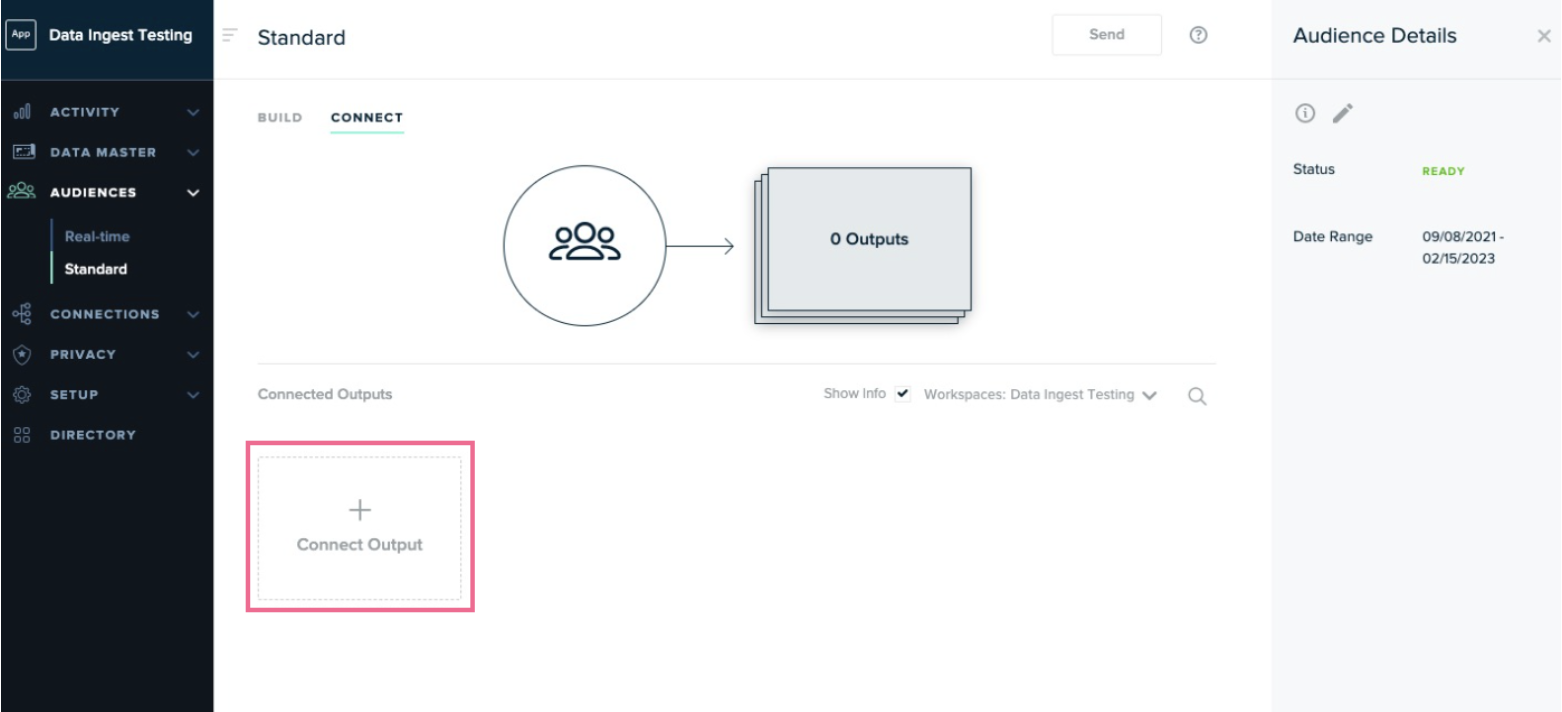 App
Data Ingest Testing
ACTIVITY
DATA MASTER
AUDIENCES
Real-time
Standard
CONNECTIONS
PRIVACY
SETUP
DIRECTORY
Standard
Send
?
BUILD CONNECT
0 Outputs
Connected Outputs
Show Info
Workspaces: Data Ingest Testing
+
Connect Output
Audience Details
Status READY
Date Range 09/08/2021 -
02/15/2023